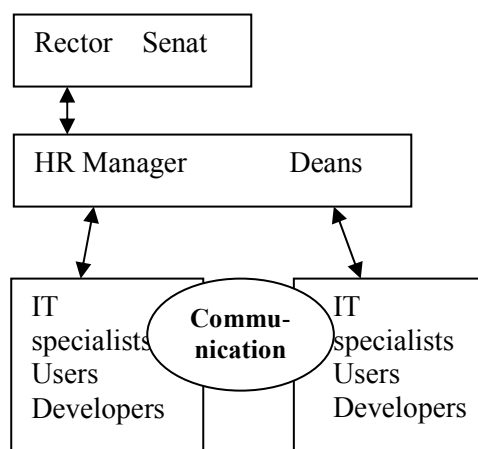 Rector Senat
HR Manager Deans
IT
specialists
Users
Developers
Commu-
nication
IT
specialists
Users
Developers